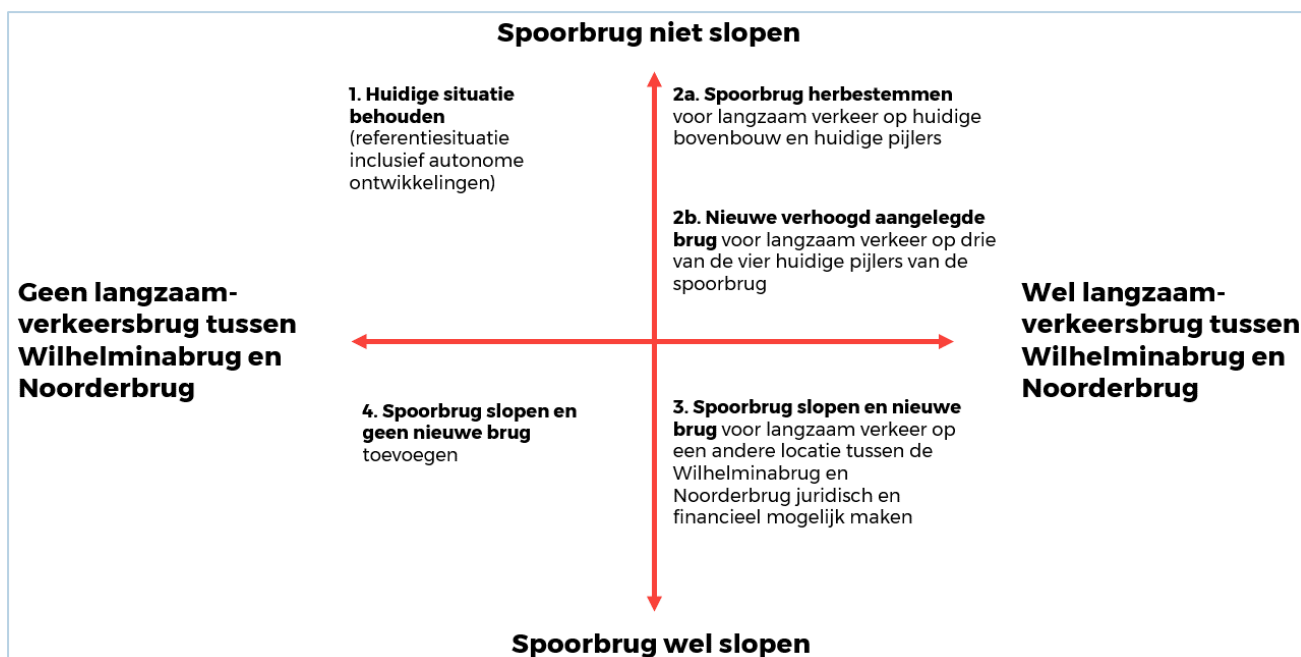 Spoorbrug niet slopen
1. Huidige situatie
behouden
(referentiesituatie
inclusief autonome
ontwikkelingen)
2a. Spoorbrug herbestemmen
voor langzaam verkeer op huidige
bovenbouw en huidige pijlers
2b. Nieuwe verhoogd aangelegde
brug voor langzaam verkeer op drie
van de vier huidige pijlers van de
spoorbrug
Geen langzaam-
verkeersbrug tussen
Wilhelminabrug en
Noorderbrug
Wel langzaam-
verkeersbrug tussen
Wilhelminabrug en
Noorderbrug
4. Spoorbrug slopen en
geen nieuwe brug
toevoegen
3. Spoorbrug slopen en nieuwe
brug voor langzaam verkeer op
een andere locatie tussen de
Wilhelminabrug en
Noorderbrug juridisch en
financieel mogelijk maken
Spoorbrug wel slopen